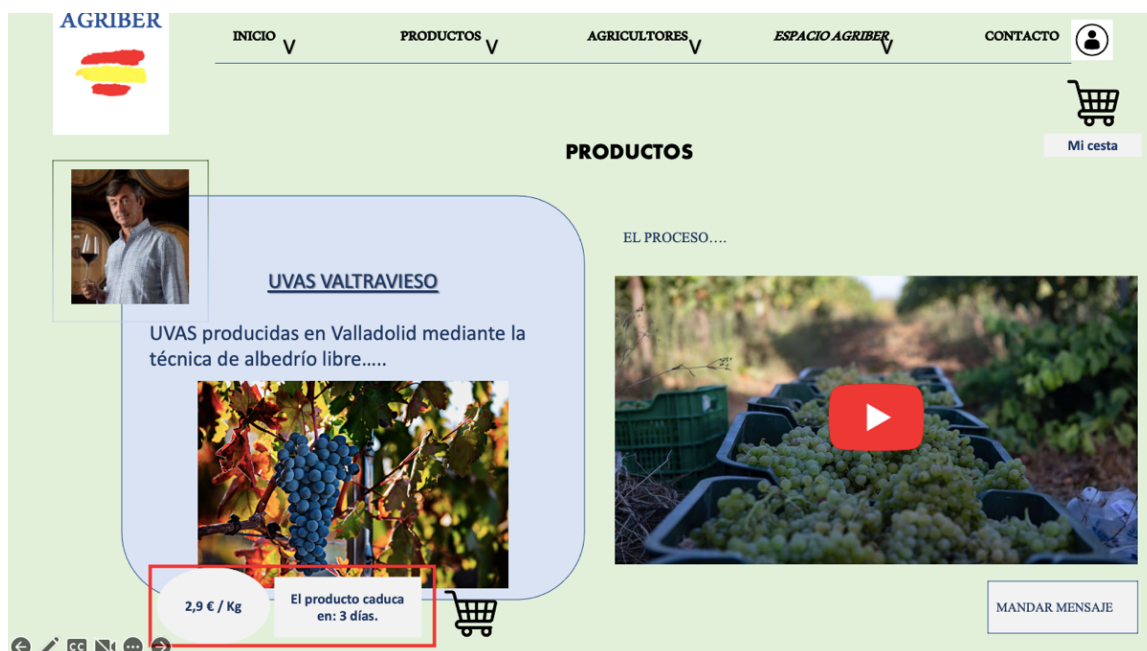 AGRIBER
INICIO V
PRODUCTOS V
AGRICULTORES V
ESPACIO AGRIBER V
CONTACTO
Mi cesta
PRODUCTOS
UVAS VALTRAVIESO
UVAS producidas en Valladolid mediante la
técnica de albedrío libre.....
2,9 € / Kg
El producto caduca
en: 3 días.
EL PROCESO....
MANDAR MENSAJE
CC